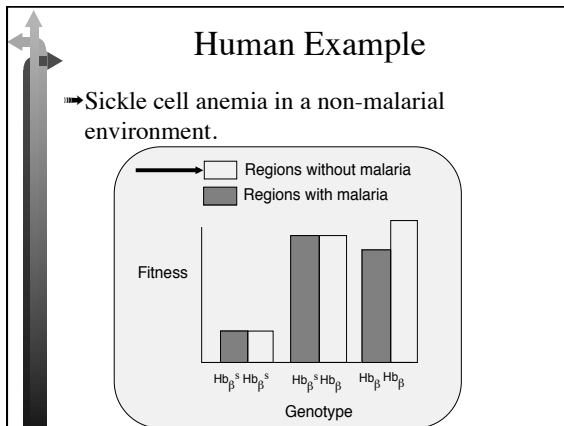 Human Example
➠Sickle cell anemia in a non-malarial
environment.
Regions without malaria
Regions with malaria
Fitness
Hbβˢ Hbβˢ Hbβˢ Hbβ Hbβ Hbβ
Genotype